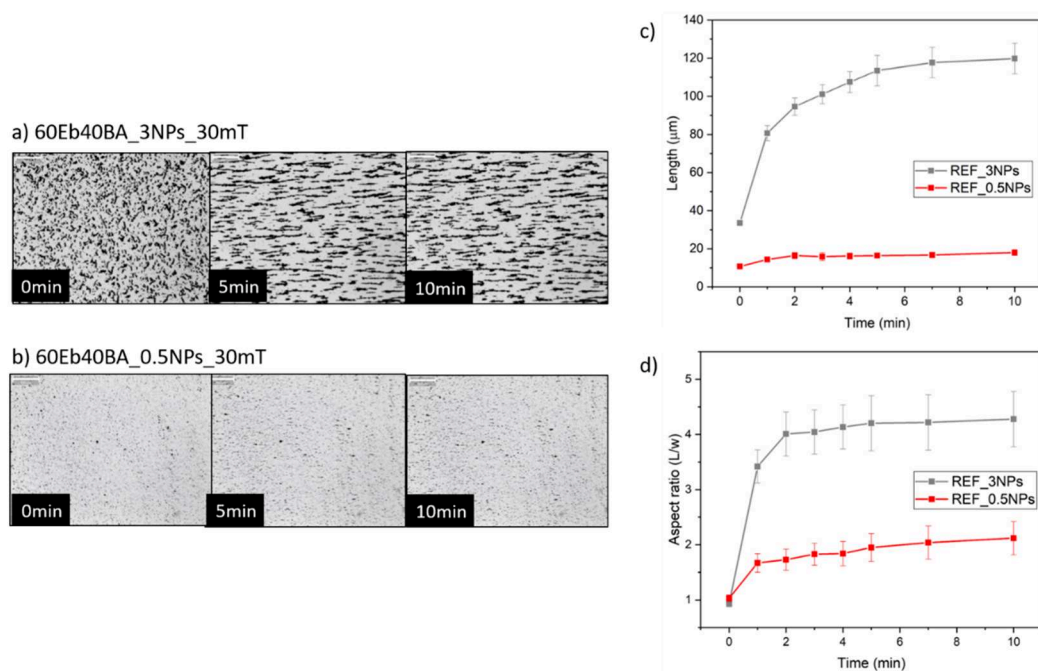 a) 60Eb40BA_3NPs_30mT
0min
5min
10min
b) 60Eb40BA_0.5NPs_30mT
0min
5min
10min
c)
Length (μm)
140
120
100
80
60
40
20
0
REF_3NPs
REF_0.5NPs
0
2
4
6
8
10
Time (min)
d)
Aspect ratio (L/w)
5
4
3
2
1
REF_3NPs
REF_0.5NPs
0
2
4
6
8
10
Time (min)